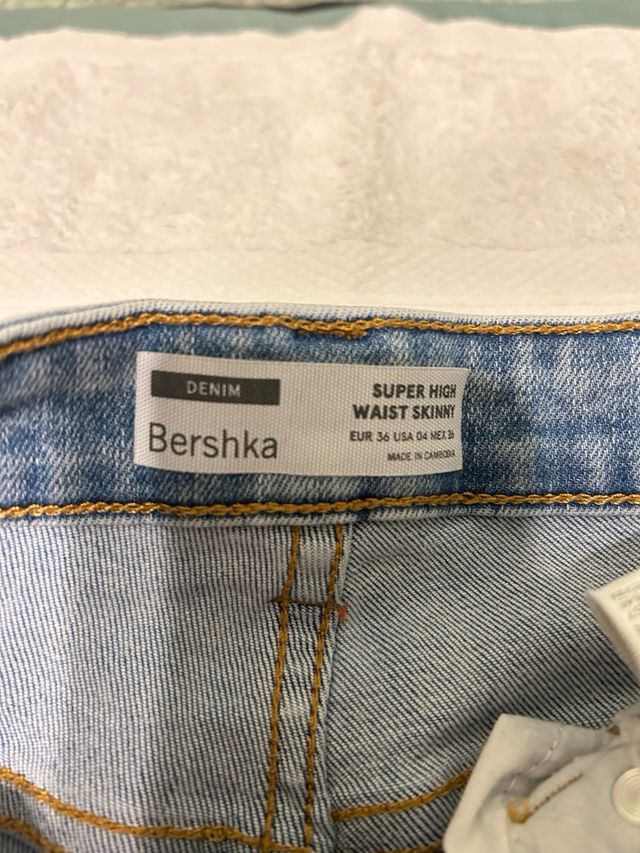 DENIM
Bershka
SUPER HIGH
WAIST SKINNY
EUR 36 USA 04 MEX 26
MADE IN CAMBODIA